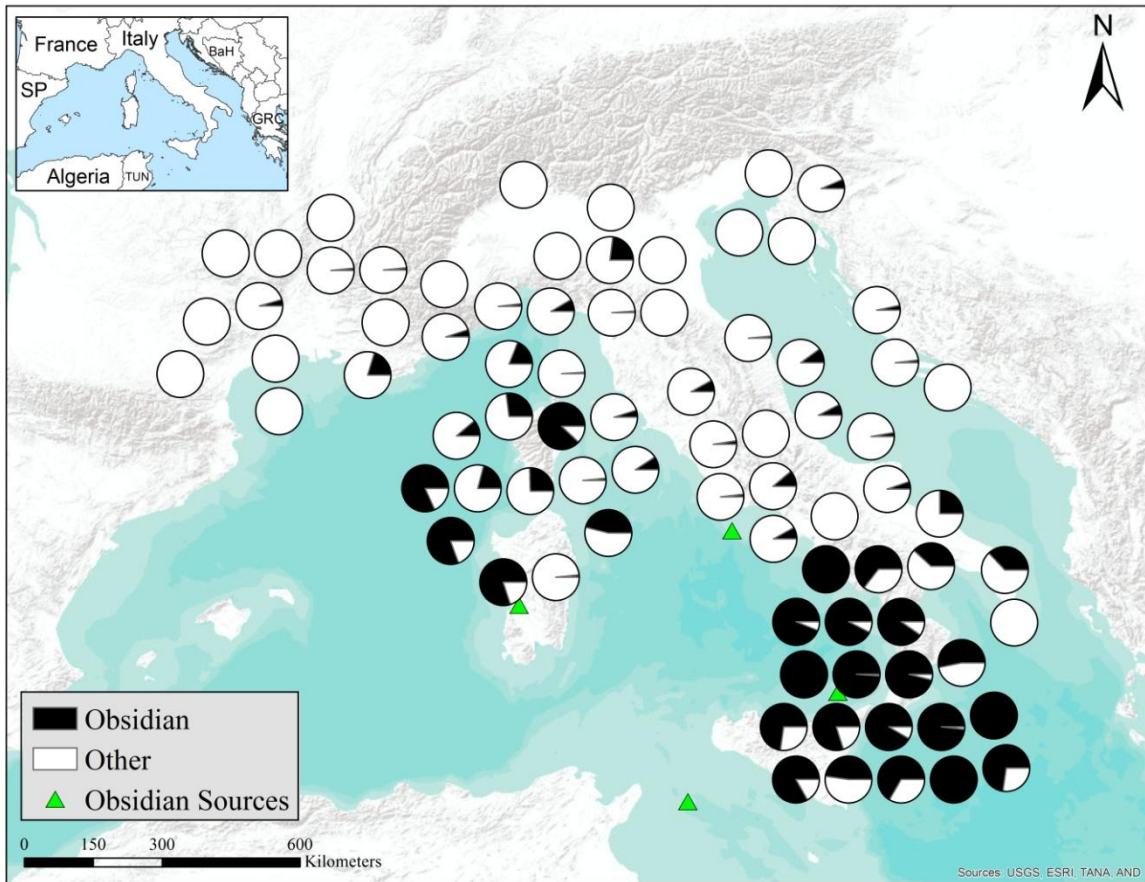 France
Italy
BaH
SP
GRC
Algeria
TUN
N
Obsidian
Other
Obsidian Sources
0 150 300 600
Kilometers
Sources: USGS, ESRI, TANA, AND